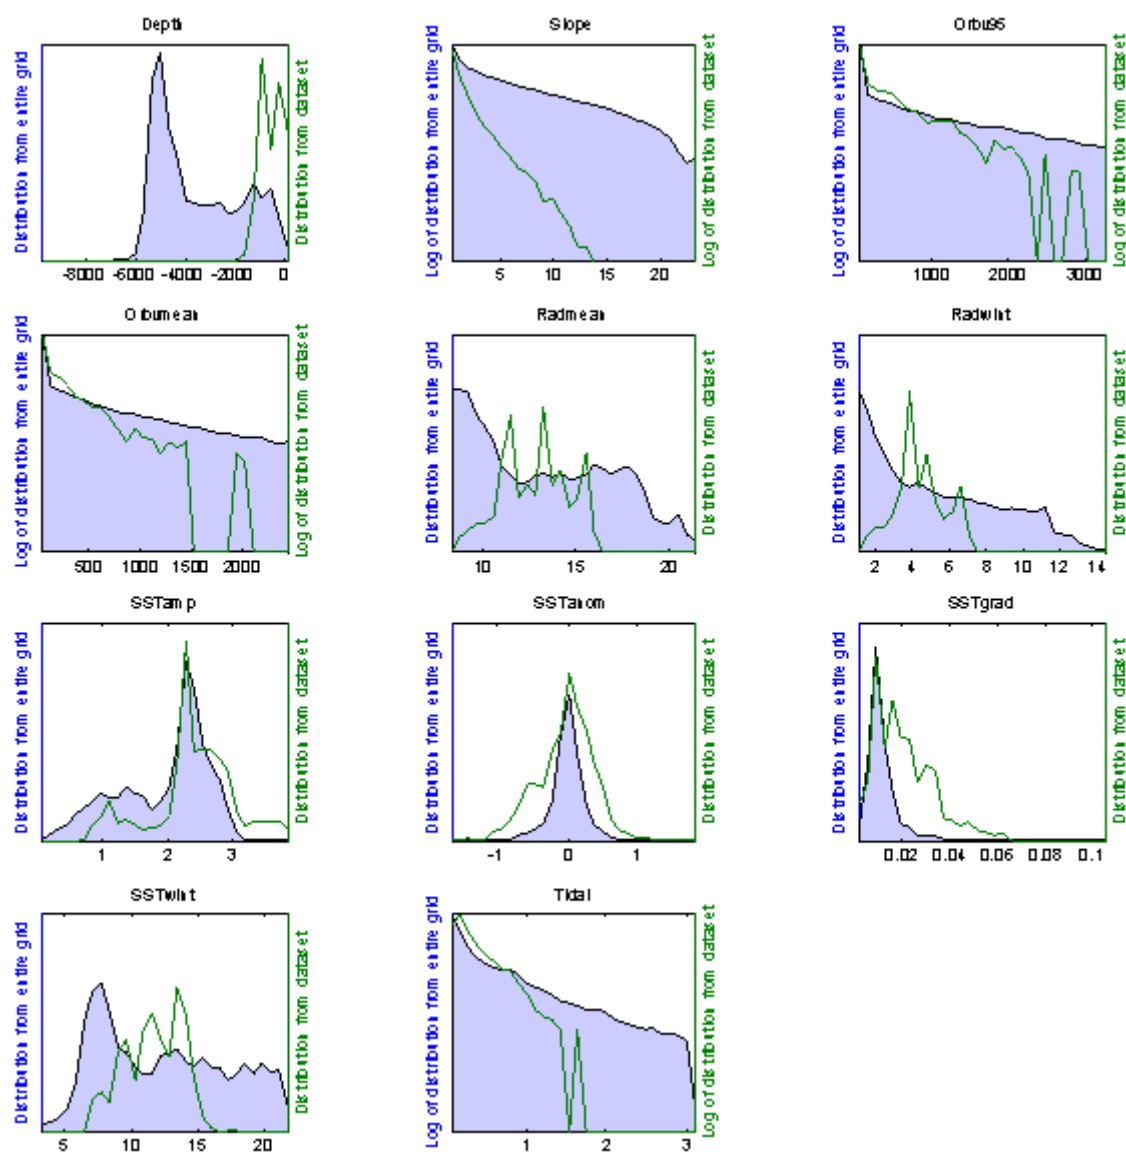 Depth
Slope
Orbu95
Distribution from entire grid
Distribution from dataset
Log of distribution from entire grid
Log of distribution from dataset
Log of distribution from entire grid
Log of distribution from dataset
-8000 -6000 -4000 -2000 0
5 10 15 20
1000 2000 3000
Orbumean
Radmean
Radwint
Log of distribution from entire grid
Log of distribution from dataset
Distribution from entire grid
Distribution from dataset
Distribution from entire grid
Distribution from dataset
500 1000 1500 2000
10 15 20
2 4 6 8 10 12 14
SSTamp
SSTanom
SSTgrad
Distribution from entire grid
Distribution from dataset
Distribution from entire grid
Distribution from dataset
Distribution from entire grid
Distribution from dataset
1 2 3
-1 0 1
0.02 0.04 0.06 0.08 0.1
SSTwint
Tidal
Distribution from entire grid
Distribution from dataset
Log of distribution from entire grid
Log of distribution from dataset
5 10 15 20
1 2 3